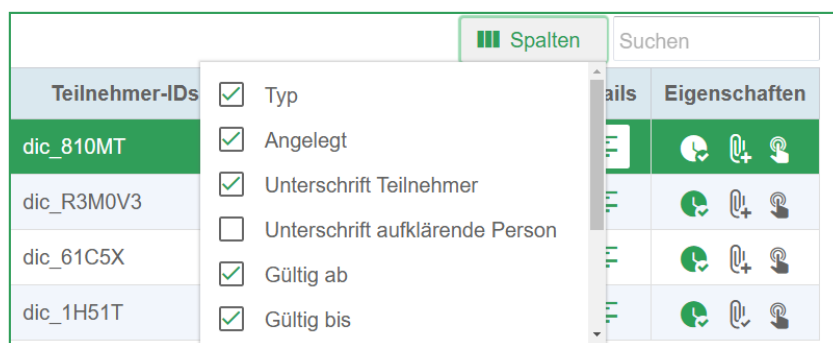 Spalten Suchen
Teilnehmer-IDs ails Eigenschaften
Typ
dic_810MT Angelegt
Unterschrift Teilnehmer
dic_R3M0V3
Unterschrift aufklärende Person
dic_61C5X
Gültig ab
dic_1H51T Gültig bis